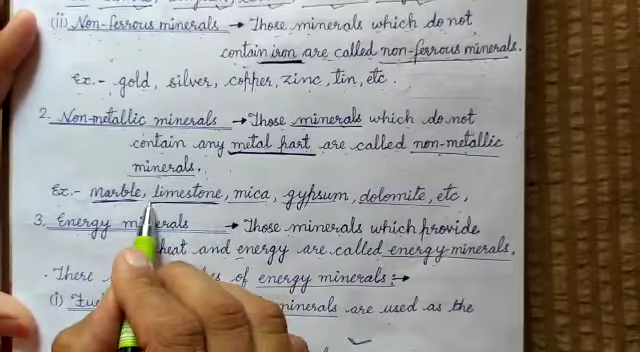 (ii) Non-ferrous minerals → Those minerals which do not
contain iron are called non-ferrous minerals.
Ex.- gold, silver, copper, zinc, tin, etc.
2. Non-metallic minerals → Those minerals which do not
contain any metal part are called non-metallic
minerals.
Ex.- marble, limestone, mica, gypsum, dolomite, etc,
3. Energy minerals → Those minerals which provide
heat and energy are called energy minerals.
There of energy minerals :→
(i) minerals are used as the